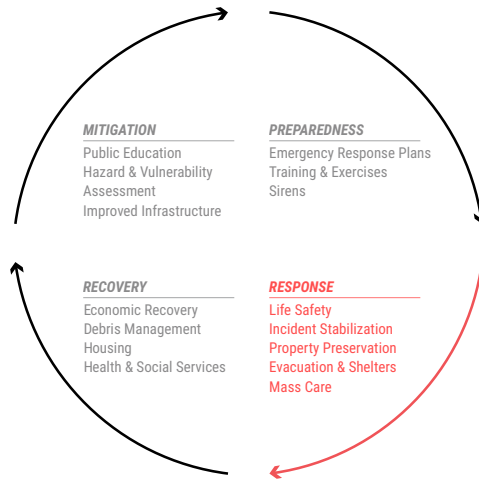 MITIGATION
Public Education
Hazard & Vulnerability
Assessment
Improved Infrastructure
PREPAREDNESS
Emergency Response Plans
Training & Exercises
Sirens
RECOVERY
Economic Recovery
Debris Management
Housing
Health & Social Services
RESPONSE
Life Safety
Incident Stabilization
Property Preservation
Evacuation & Shelters
Mass Care